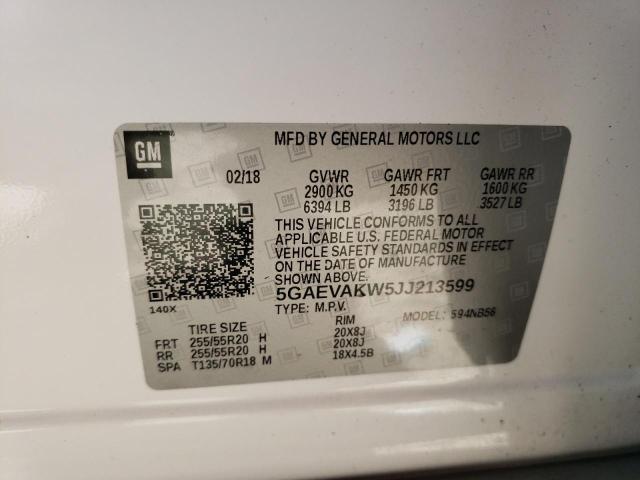 GM
MFD BY GENERAL MOTORS LLC
02/18 GVWR GAWR FRT GAWR RR
2900 KG 1450 KG 1600 KG
6394 LB 3196 LB 3527 LB
THIS VEHICLE CONFORMS TO ALL
APPLICABLE U.S. FEDERAL MOTOR
VEHICLE SAFETY STANDARDS IN EFFECT
ON THE DATE OF MANUFACTURE
SHOWN ABOVE.
5GAEVAKW5JJ213599
140X TYPE: M.P.V. MODEL: 594NB56
TIRE SIZE RIM
FRT 255/55R20 H 20X8J
RR 255/55R20 H 20X8J
SPA T135/70R18 M 18X4.5B